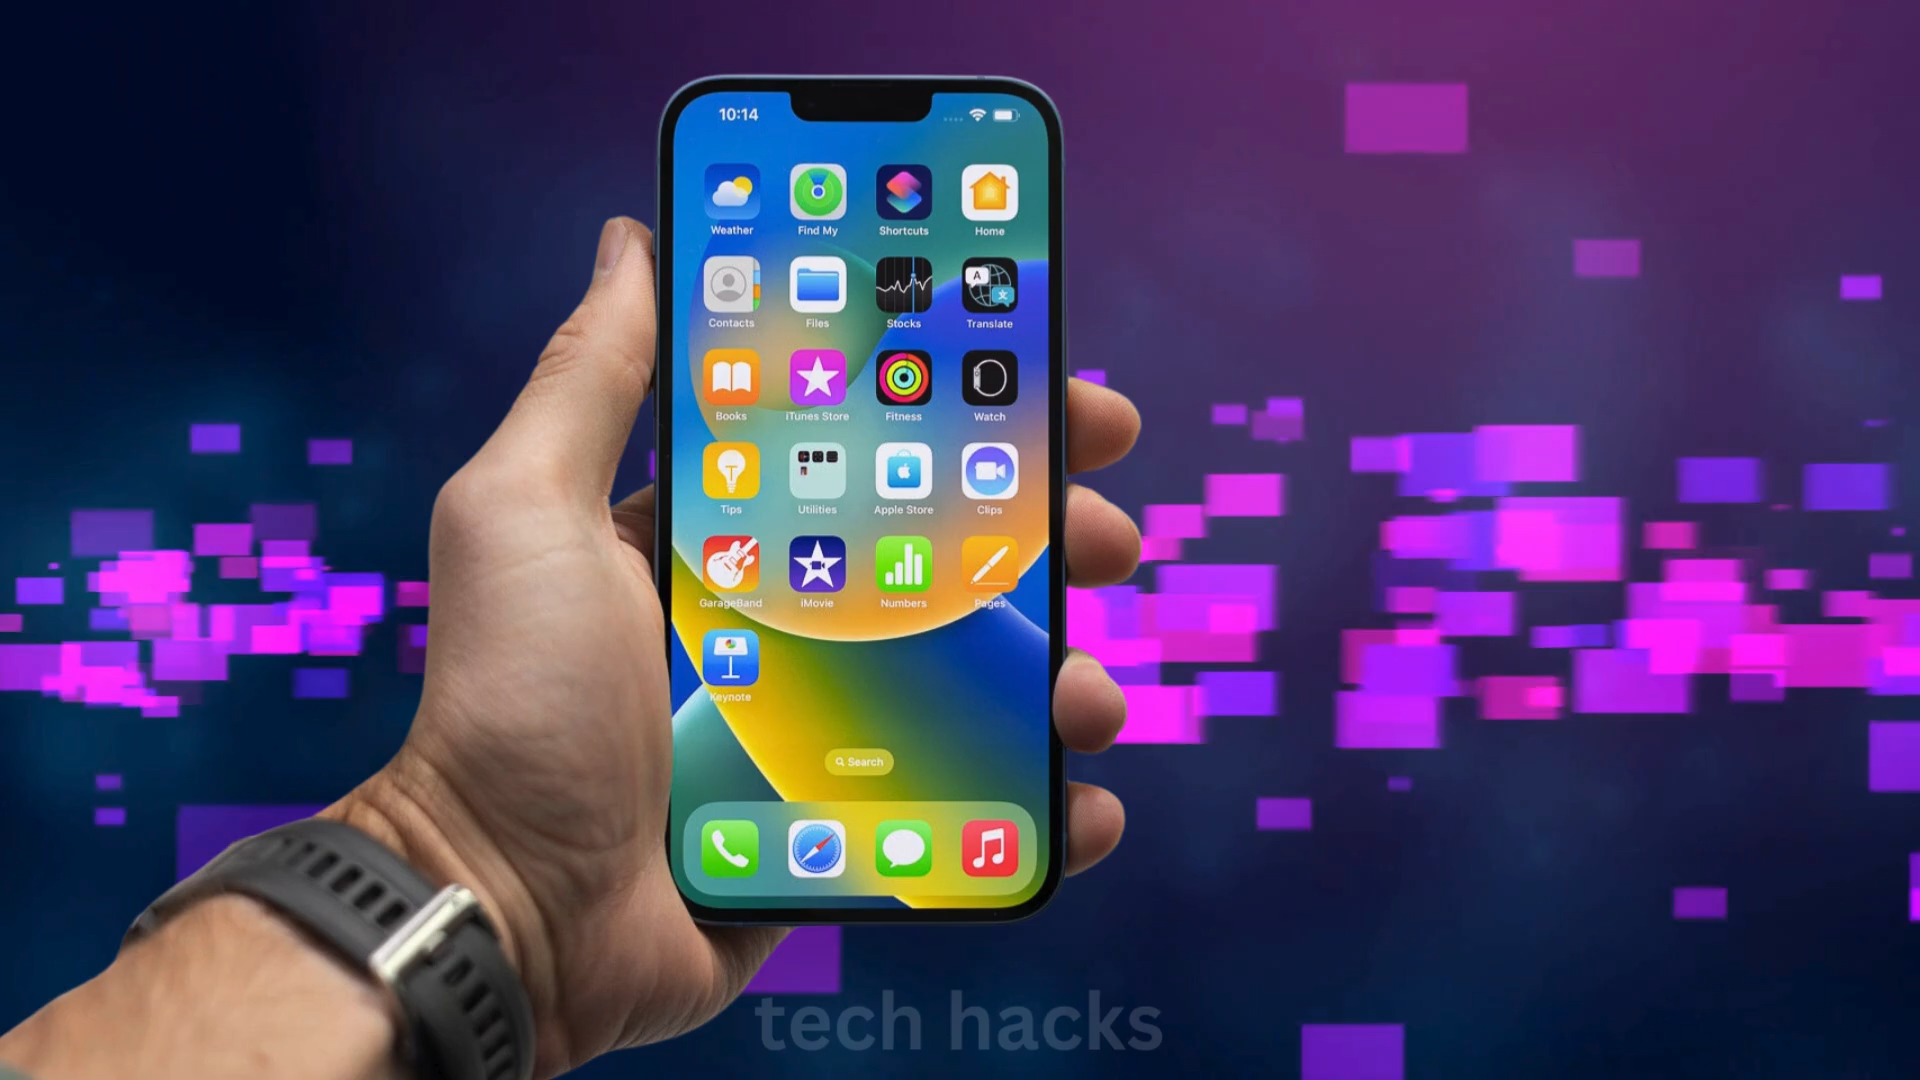 10:14
Weather Find My Shortcuts Home
A 文
Contacts Files Stocks Translate
Books iTunes Store Fitness Watch
Tips Utilities Apple Store Clips
GarageBand iMovie Numbers Pages
Keynote
Search
tech hacks